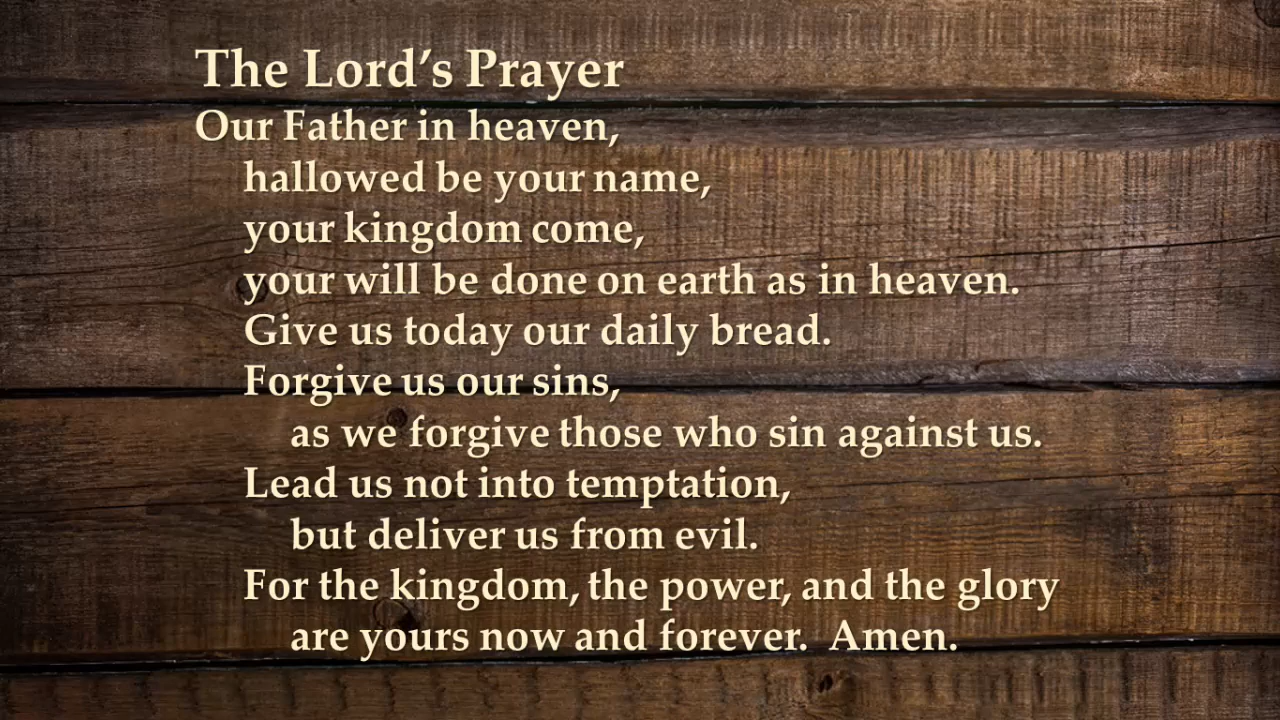 The Lord’s Prayer
Our Father in heaven,
hallowed be your name,
your kingdom come,
your will be done on earth as in heaven.
Give us today our daily bread.
Forgive us our sins,
as we forgive those who sin against us.
Lead us not into temptation,
but deliver us from evil.
For the kingdom, the power, and the glory
are yours now and forever.  Amen.